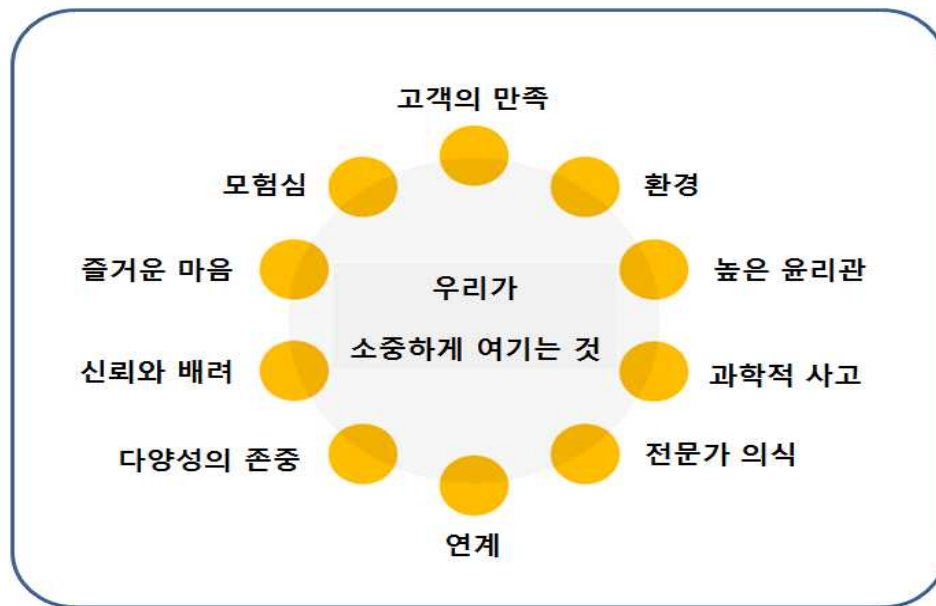 고객의 만족
모험심
환경
즐거운 마음
높은 윤리관
우리가
소중하게 여기는 것
신뢰와 배려
과학적 사고
다양성의 존중
전문가 의식
연계